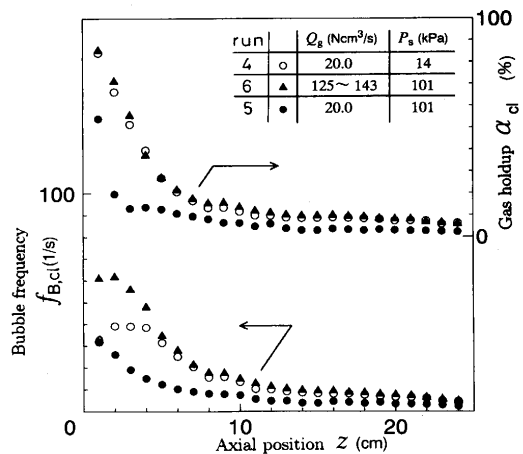 100
run Q_g (Ncm³/s) P_s (kPa)
4 ○ 20.0 14
6 ▲ 125～143 101
5 ● 20.0 101
Gas holdup α_cl (%)
0
100
Bubble frequency
f_B,cl (1/s)
0 10 20
Axial position z (cm)